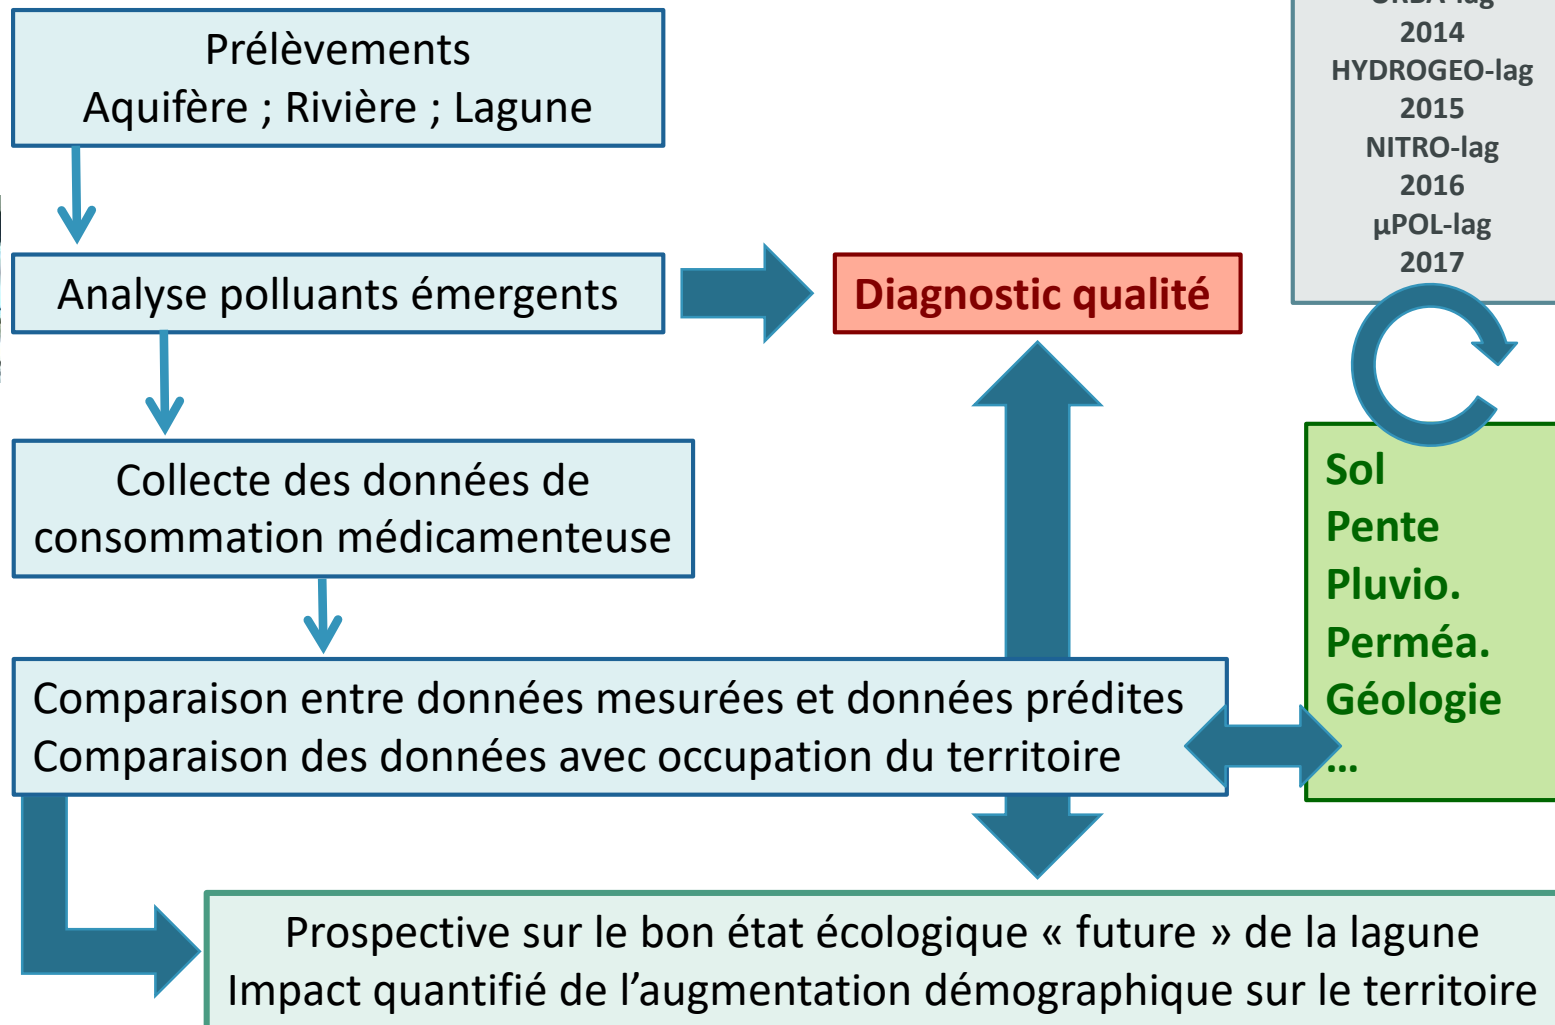 Prélèvements
Aquifère ; Rivière ; Lagune
Analyse polluants émergents
Diagnostic qualité
Collecte des données de
consommation médicamenteuse
Comparaison entre données mesurées et données prédites
Comparaison des données avec occupation du territoire
Prospective sur le bon état écologique « future » de la lagune
Impact quantifié de l’augmentation démographique sur le territoire
2014
HYDROGEO-lag
2015
NITRO-lag
2016
µPOL-lag
2017
Sol
Pente
Pluvio.
Perméa.
Géologie
...